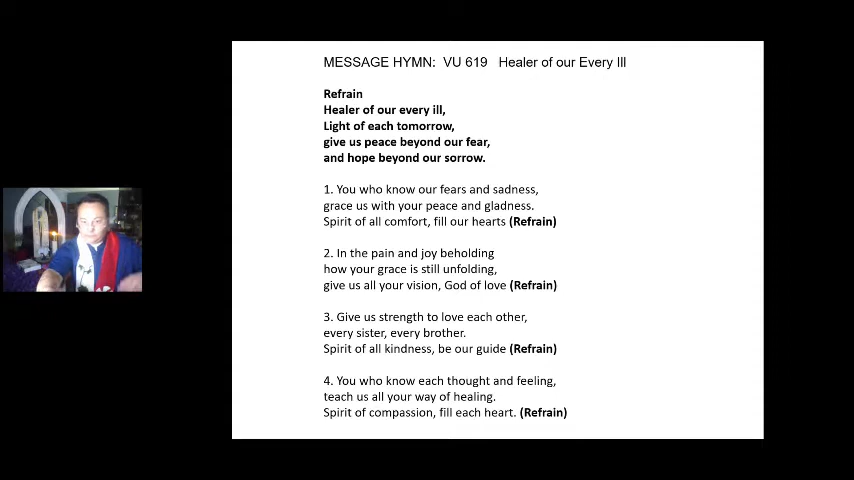 MESSAGE HYMN: VU 619 Healer of our Every Ill
Refrain
Healer of our every ill,
Light of each tomorrow,
give us peace beyond our fear,
and hope beyond our sorrow.
1. You who know our fears and sadness,
grace us with your peace and gladness.
Spirit of all comfort, fill our hearts (Refrain)
2. In the pain and joy beholding
how your grace is still unfolding,
give us all your vision, God of love (Refrain)
3. Give us strength to love each other,
every sister, every brother.
Spirit of all kindness, be our guide (Refrain)
4. You who know each thought and feeling,
teach us all your way of healing.
Spirit of compassion, fill each heart. (Refrain)